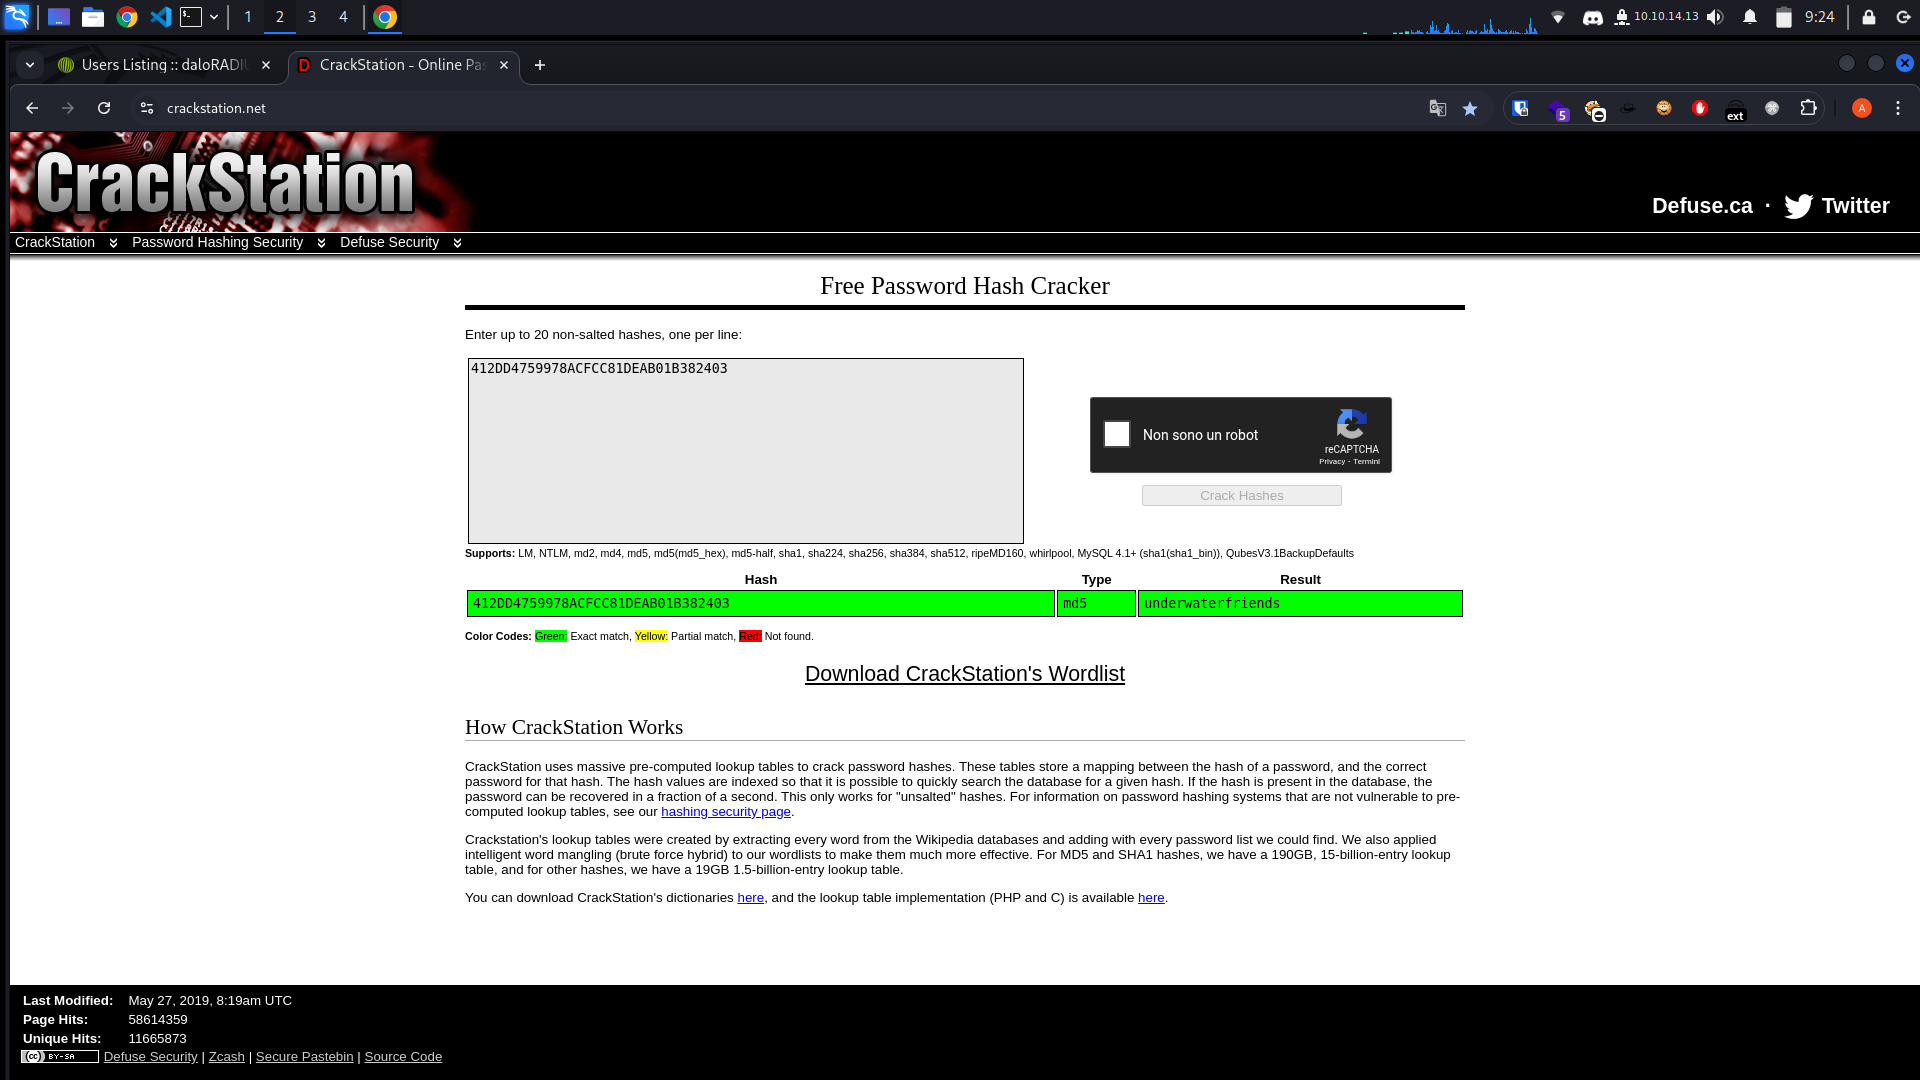 1 2 3 4 10.10.14.13 9:24
Users Listing :: daloRADIU
CrackStation - Online Pas
crackstation.net
5
ext
A
CrackStation
Defuse.ca · Twitter
CrackStation Password Hashing Security Defuse Security
Free Password Hash Cracker
Enter up to 20 non-salted hashes, one per line:
412DD4759978ACFCC81DEAB01B382403
Non sono un robot
reCAPTCHA
Privacy - Termini
Crack Hashes
Supports: LM, NTLM, md2, md4, md5, md5(md5_hex), md5-half, sha1, sha224, sha256, sha384, sha512, ripeMD160, whirlpool, MySQL 4.1+ (sha1(sha1_bin)), QubesV3.1BackupDefaults
Hash Type Result
412DD4759978ACFCC81DEAB01B382403 md5 underwaterfriends
Color Codes: Green: Exact match, Yellow: Partial match, Red: Not found.
Download CrackStation's Wordlist
How CrackStation Works
CrackStation uses massive pre-computed lookup tables to crack password hashes. These tables store a mapping between the hash of a password, and the correct
password for that hash. The hash values are indexed so that it is possible to quickly search the database for a given hash. If the hash is present in the database, the
password can be recovered in a fraction of a second. This only works for "unsalted" hashes. For information on password hashing systems that are not vulnerable to pre-
computed lookup tables, see our hashing security page.
Crackstation's lookup tables were created by extracting every word from the Wikipedia databases and adding with every password list we could find. We also applied
intelligent word mangling (brute force hybrid) to our wordlists to make them much more effective. For MD5 and SHA1 hashes, we have a 190GB, 15-billion-entry lookup
table, and for other hashes, we have a 19GB 1.5-billion-entry lookup table.
You can download CrackStation's dictionaries here, and the lookup table implementation (PHP and C) is available here.
Last Modified: May 27, 2019, 8:19am UTC
Page Hits: 58614359
Unique Hits: 11665873
cc BY-SA Defuse Security | Zcash | Secure Pastebin | Source Code